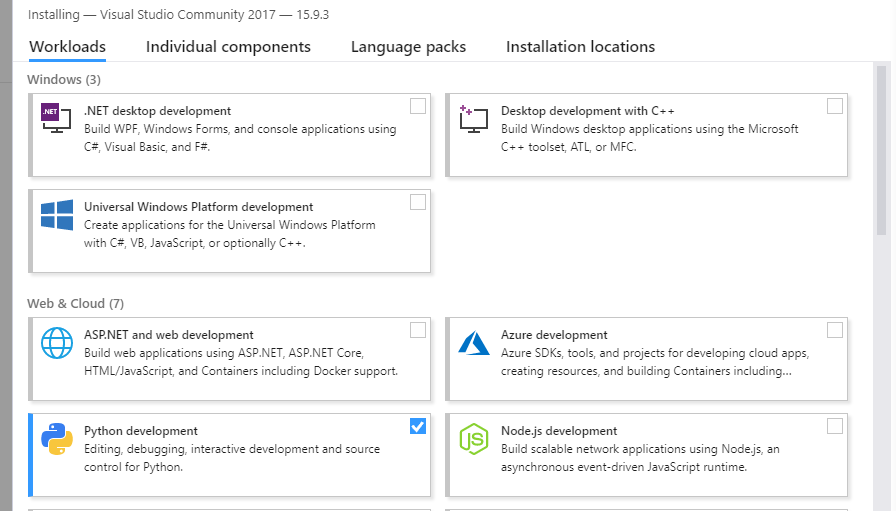 Installing — Visual Studio Community 2017 — 15.9.3
Workloads Individual components Language packs Installation locations
Windows (3)
.NET
.NET desktop development
Build WPF, Windows Forms, and console applications using
C#, Visual Basic, and F#.
Desktop development with C++
Build Windows desktop applications using the Microsoft
C++ toolset, ATL, or MFC.
Universal Windows Platform development
Create applications for the Universal Windows Platform
with C#, VB, JavaScript, or optionally C++.
Web & Cloud (7)
ASP.NET and web development
Build web applications using ASP.NET, ASP.NET Core,
HTML/JavaScript, and Containers including Docker support.
Azure development
Azure SDKs, tools, and projects for developing cloud apps,
creating resources, and building Containers including...
Python development
Editing, debugging, interactive development and source
control for Python.
JS
Node.js development
Build scalable network applications using Node.js, an
asynchronous event-driven JavaScript runtime.